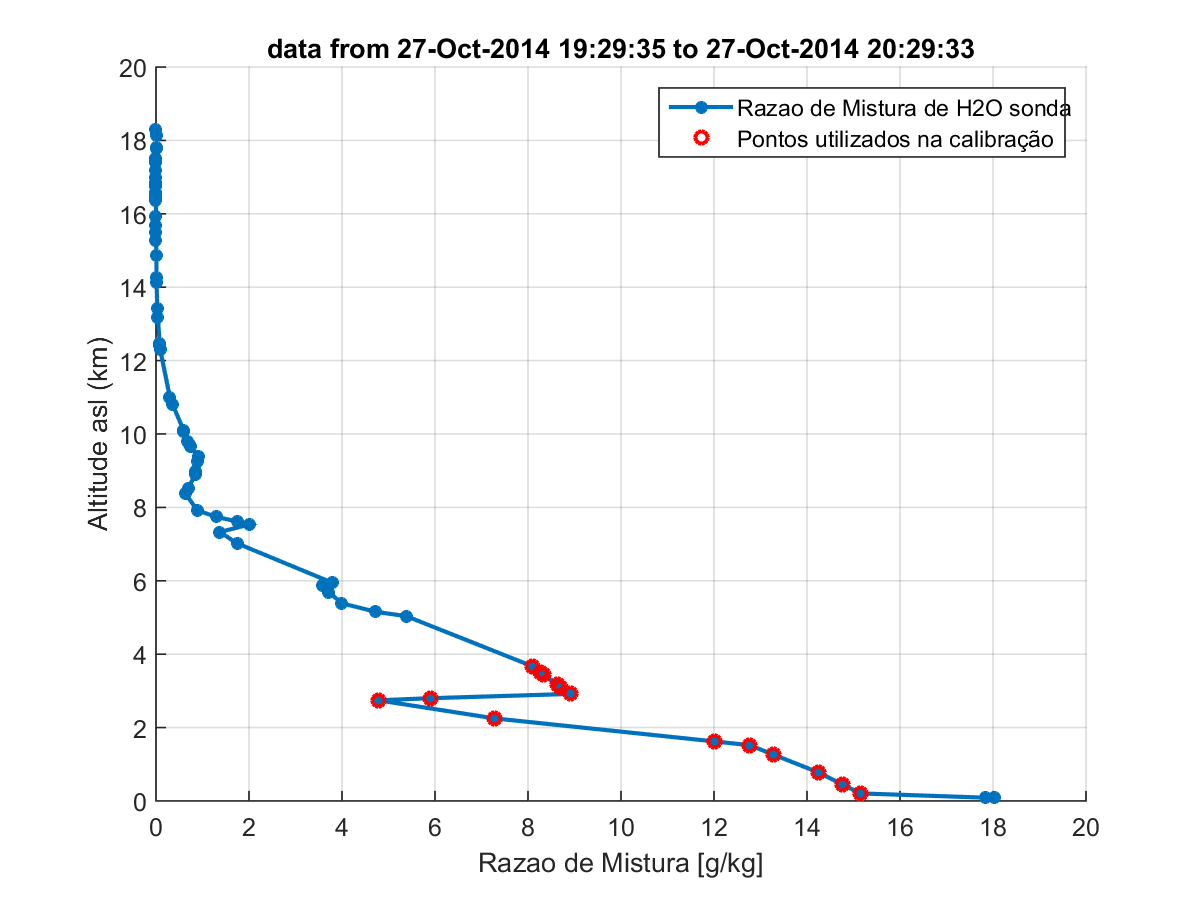 data from 27-Oct-2014 19:29:35 to 27-Oct-2014 20:29:33
Razao de Mistura de H2O sonda
Pontos utilizados na calibração
Altitude asl (km)
20
18
16
14
12
10
8
6
4
2
0
0 2 4 6 8 10 12 14 16 18 20
Razao de Mistura [g/kg]